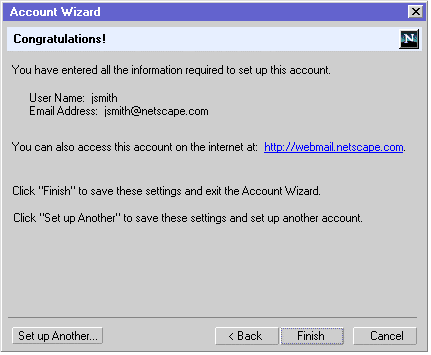 Account Wizard
Congratulations!
N
You have entered all the information required to set up this account.
User Name: jsmith
Email Address: jsmith@netscape.com
You can also access this account on the internet at: http://webmail.netscape.com.
Click "Finish" to save these settings and exit the Account Wizard.
Click "Set up Another" to save these settings and set up another account.
Set up Another... < Back Finish Cancel